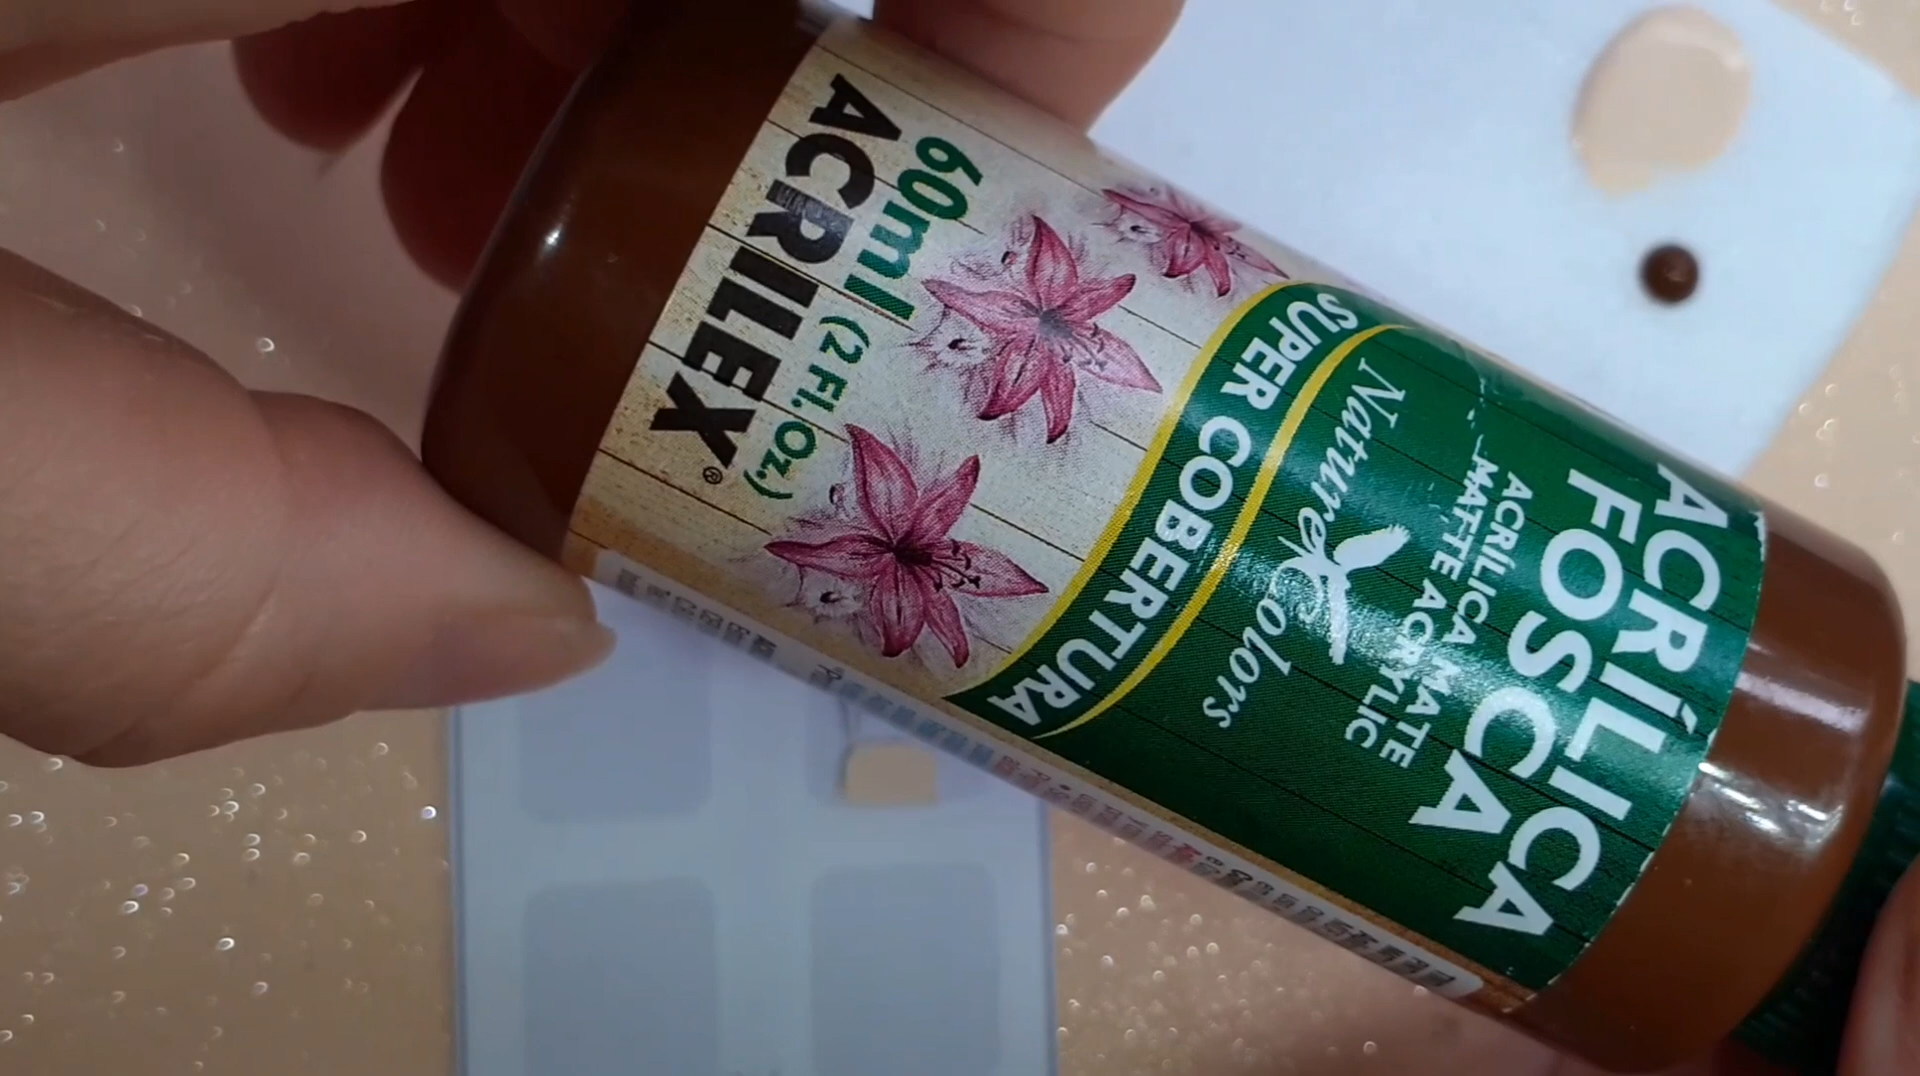 ACRÍLICA
FOSCA
ACRÍLICA MATE
MATTE ACRYLIC
Nature Colors
SUPER COBERTURA
60ml (2 Fl. Oz.)
ACRILEX®